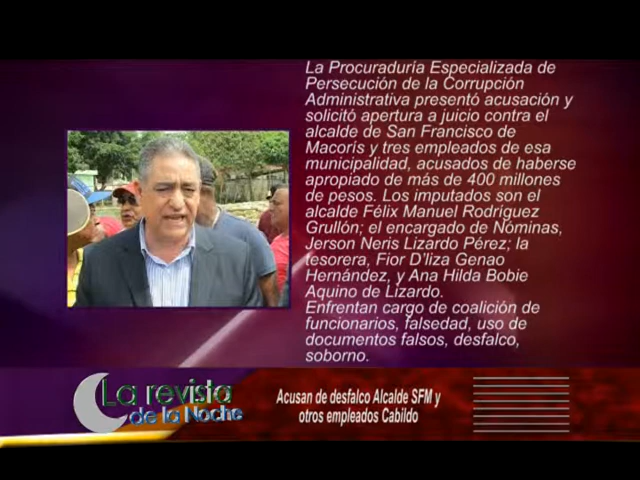 La Procuraduría Especializada de
Persecución de la Corrupción
Administrativa presentó acusación y
solicitó apertura a juicio contra el
alcalde de San Francisco de
Macorís y tres empleados de esa
municipalidad, acusados de haberse
apropiado de más de 400 millones
de pesos. Los imputados son el
alcalde Félix Manuel Rodríguez
Grullón; el encargado de Nóminas,
Jerson Neris Lizardo Pérez; la
tesorera, Fior D'liza Genao
Hernández, y Ana Hilda Bobie
Aquino de Lizardo.
Enfrentan cargo de coalición de
funcionarios, falsedad, uso de
documentos falsos, desfalco,
soborno.
La revista
de la Noche
Acusan de desfalco Alcalde SFM y
otros empleados Cabildo